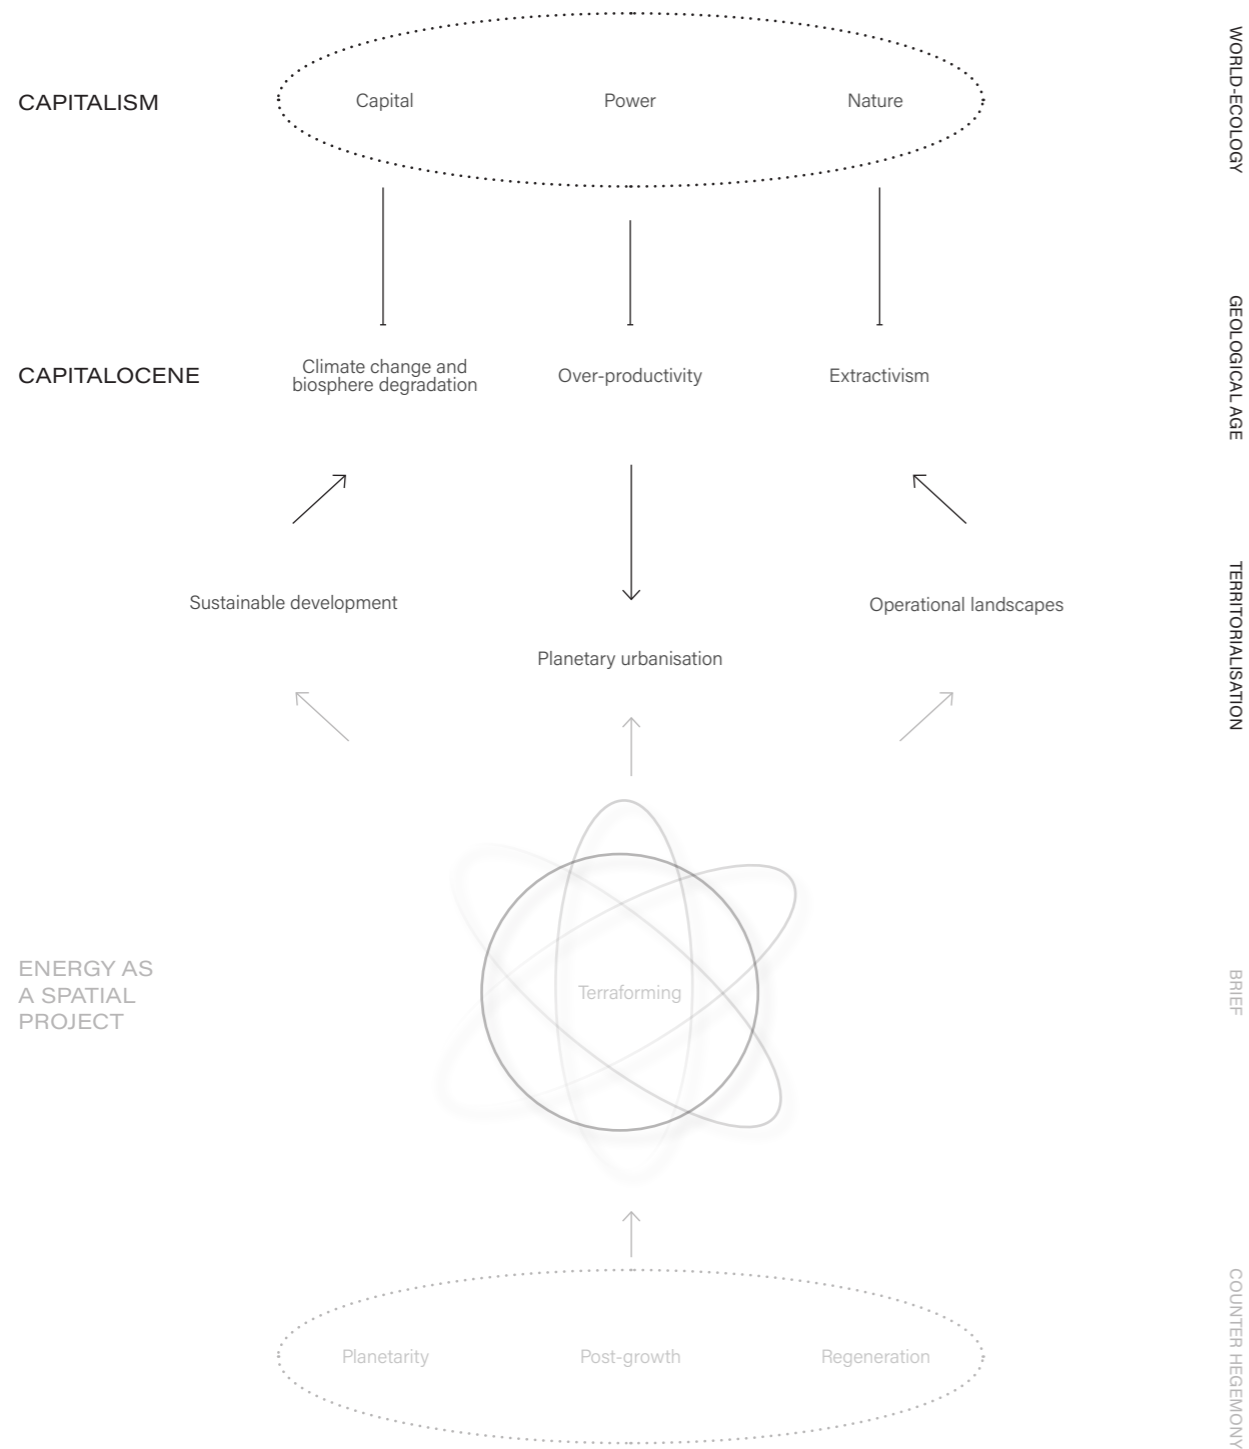 CAPITALISM
Capital
Power
Nature
WORLD-ECOLOGY
CAPITALOCENE
Climate change and
biosphere degradation
Over-productivity
Extractivism
GEOLOGICAL AGE
Sustainable development
Operational landscapes
Planetary urbanisation
TERRITORIALISATION
ENERGY AS
A SPATIAL
PROJECT
Terraforming
BRIEF
Planetarity
Post-growth
Regeneration
COUNTER HEGEMONY